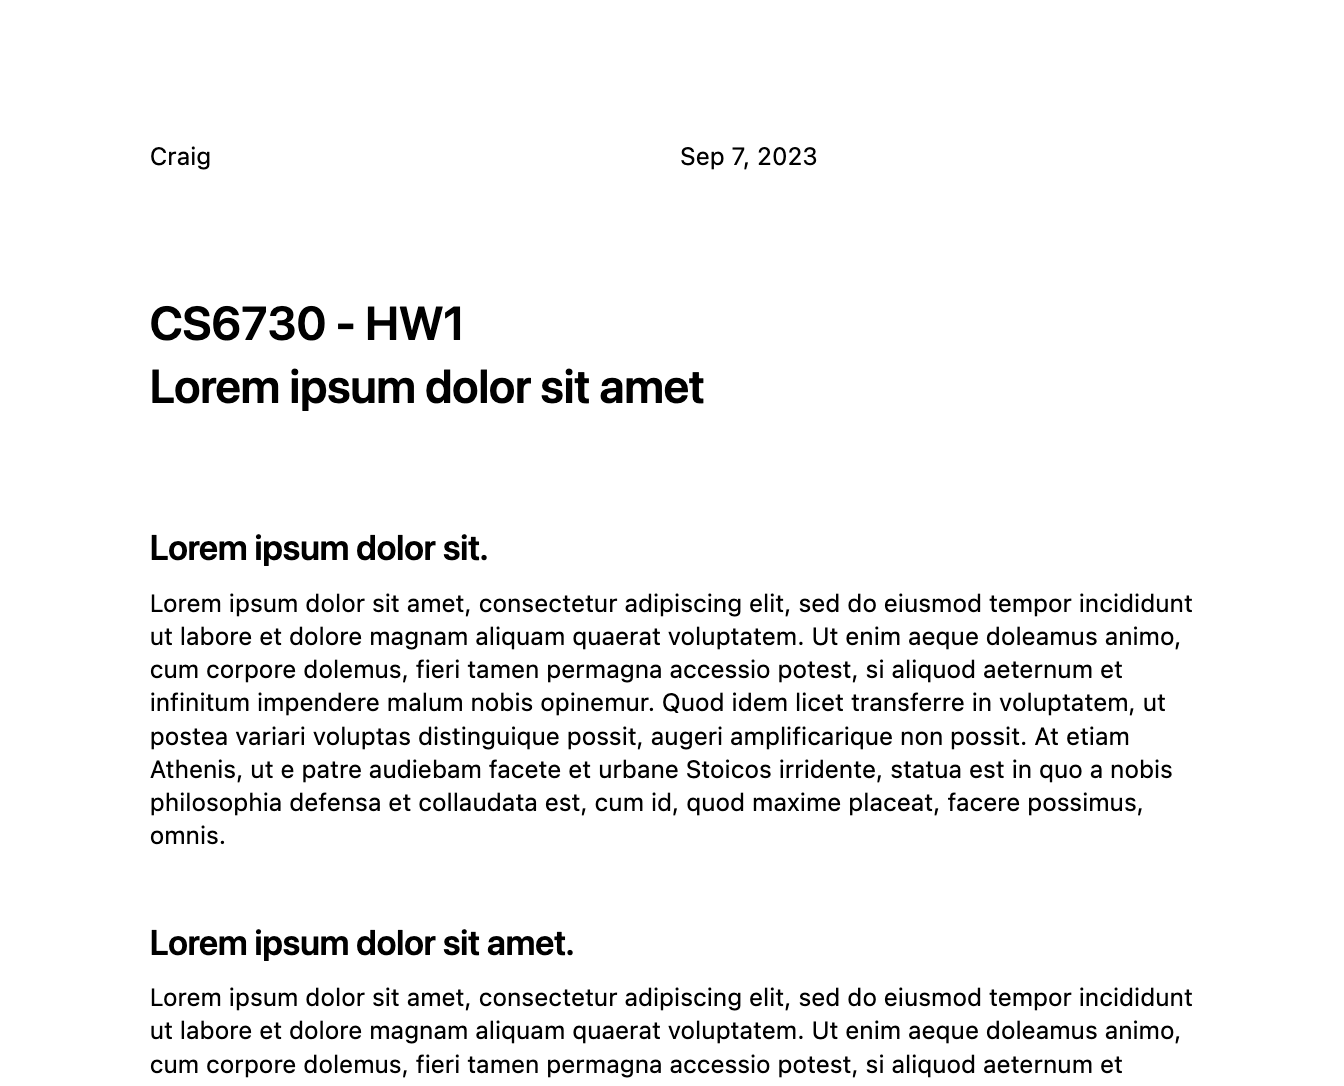 Craig Sep 7, 2023
CS6730 - HW1
Lorem ipsum dolor sit amet
Lorem ipsum dolor sit.
Lorem ipsum dolor sit amet, consectetur adipiscing elit, sed do eiusmod tempor incididunt
ut labore et dolore magnam aliquam quaerat voluptatem. Ut enim aeque doleamus animo,
cum corpore dolemus, fieri tamen permagna accessio potest, si aliquod aeternum et
infinitum impendere malum nobis opinemur. Quod idem licet transferre in voluptatem, ut
postea variari voluptas distinguique possit, augeri amplificarique non possit. At etiam
Athenis, ut e patre audiebam facete et urbane Stoicos irridente, statua est in quo a nobis
philosophia defensa et collaudata est, cum id, quod maxime placeat, facere possimus,
omnis.
Lorem ipsum dolor sit amet.
Lorem ipsum dolor sit amet, consectetur adipiscing elit, sed do eiusmod tempor incididunt
ut labore et dolore magnam aliquam quaerat voluptatem. Ut enim aeque doleamus animo,
cum corpore dolemus, fieri tamen permagna accessio potest, si aliquod aeternum et